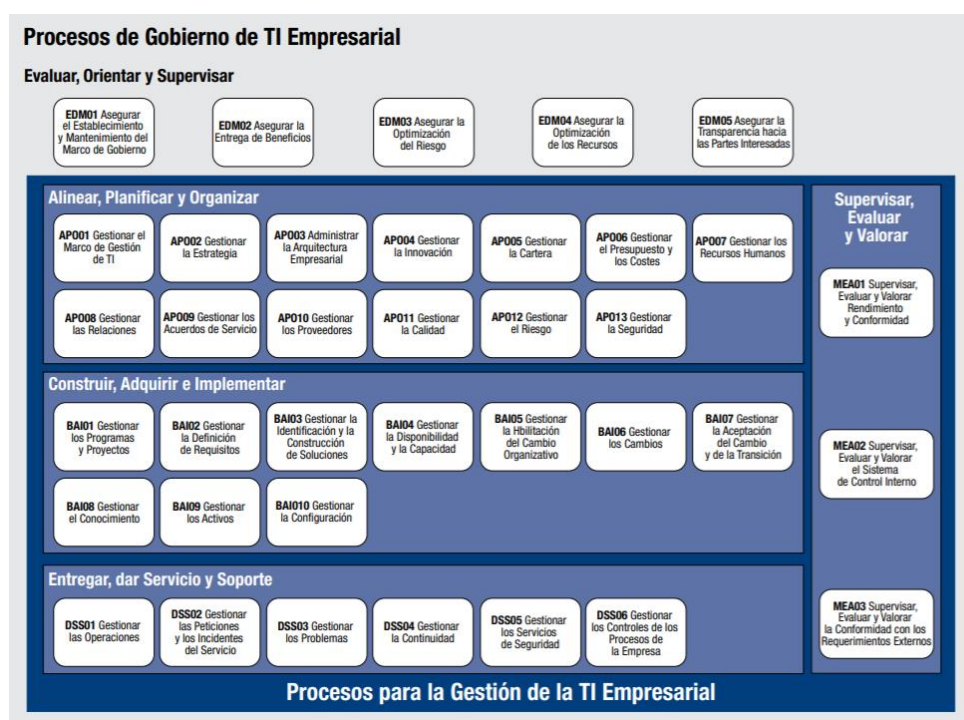 Procesos de Gobierno de TI Empresarial
Evaluar, Orientar y Supervisar
EDM01 Asegurar
el Establecimiento
y Mantenimiento del
Marco de Gobierno
EDM02 Asegurar la
Entrega de Beneficios
EDM03 Asegurar la
Optimización
del Riesgo
EDM04 Asegurar la
Optimización
de los Recursos
EDM05 Asegurar la
Transparencia hacia
las Partes Interesadas
Alinear, Planificar y Organizar
APO01 Gestionar el
Marco de Gestión
de TI
APO02 Gestionar
la Estrategia
APO03 Administrar
la Arquitectura
Empresarial
APO04 Gestionar
la Innovación
APO05 Gestionar
la Cartera
APO06 Gestionar
el Presupuesto y
los Costes
APO07 Gestionar los
Recursos Humanos
APO08 Gestionar
las Relaciones
APO09 Gestionar los
Acuerdos de Servicio
APO10 Gestionar
los Proveedores
APO11 Gestionar
la Calidad
APO12 Gestionar
el Riesgo
APO13 Gestionar
la Seguridad
Construir, Adquirir e Implementar
BAI01 Gestionar
los Programas
y Proyectos
BAI02 Gestionar
la Definición
de Requisitos
BAI03 Gestionar la
Identificación y la
Construcción
de Soluciones
BAI04 Gestionar
la Disponibilidad
y la Capacidad
BAI05 Gestionar
la Hbilitación
del Cambio
Organizativo
BAI06 Gestionar
los Cambios
BAI07 Gestionar
la Aceptación
del Cambio
y de la Transición
BAI08 Gestionar
el Conocimiento
BAI09 Gestionar
los Activos
BAI010 Gestionar
la Configuración
Entregar, dar Servicio y Soporte
DSS01 Gestionar
las Operaciones
DSS02 Gestionar
las Peticiones
y los Incidentes
del Servicio
DSS03 Gestionar
los Problemas
DSS04 Gestionar
la Continuidad
DSS05 Gestionar
los Servicios
de Seguridad
DSS06 Gestionar
los Controles de los
Procesos de
la Empresa
Supervisar,
Evaluar
y Valorar
MEA01 Supervisar,
Evaluar y Valorar
Rendimiento
y Conformidad
MEA02 Supervisar,
Evaluar y Valorar
el Sistema
de Control Interno
MEA03 Supervisar,
Evaluar y Valorar
la Conformidad con los
Requerimientos Externos
Procesos para la Gestión de la TI Empresarial